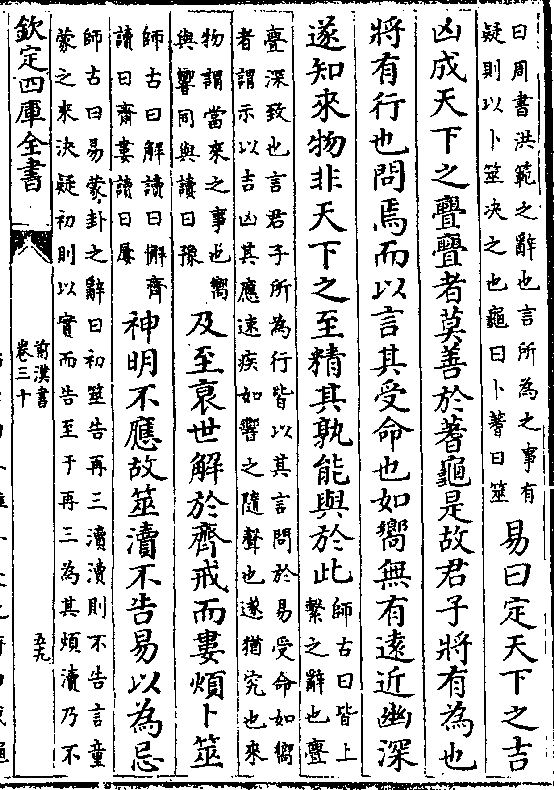 曰周書洪範之辭也言所為之事有
疑則以卜筮决之也龜曰卜蓍曰筮
易曰定天下之吉
凶成天下之亹亹者莫善於蓍龜是故君子將有為也
將有行也問焉而以言其受命也如嚮無有遠近幽深
遂知來物非天下之至精其孰能與於此
師古曰皆上
繫之辭也亹
亹深致也言君子所為行皆以其言問於易受命如嚮
者謂示以吉凶其應速疾如響之隨聲也遂猶究也來
物謂當來之事也嚮
與響同與讀曰豫
及至衰世解於齊戒而婁煩卜筮
師古曰解讀曰懈齊
讀曰齋婁讀曰屢
神明不應故筮瀆不告易以為忌
師古曰易蒙卦之辭曰初筮告再三瀆瀆則不告言童
蒙之來決疑初則以實而告至于再三為其煩瀆乃不
欽定四庫全書
前漢書
卷三十
五九